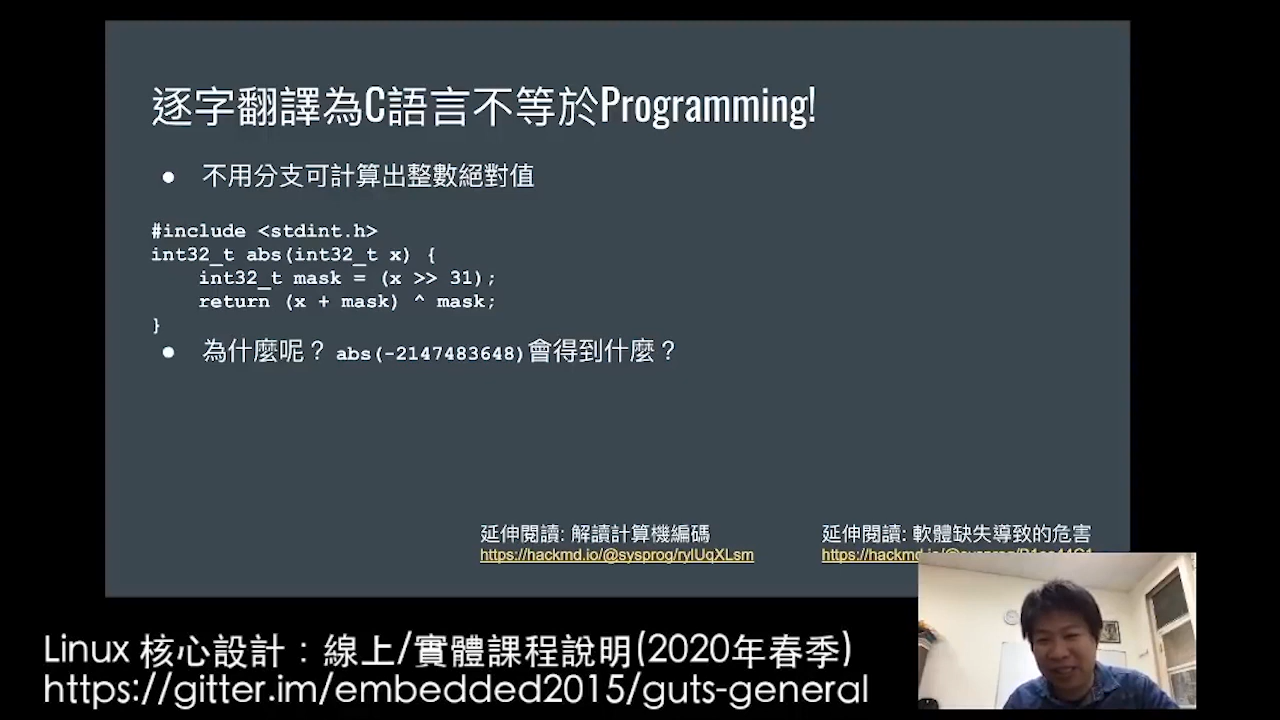 逐字翻譯為C語言不等於Programming!
● 不用分支可計算出整數絕對值
#include <stdint.h>
int32_t abs(int32_t x) {
    int32_t mask = (x >> 31);
    return (x + mask) ^ mask;
}
● 為什麼呢？ abs(-2147483648)會得到什麼？
延伸閱讀: 解讀計算機編碼
https://hackmd.io/@sysprog/rylUqXLsm
延伸閱讀: 軟體缺失導致的危害
Linux 核心設計：線上/實體課程說明(2020年春季)
https://gitter.im/embedded2015/guts-general